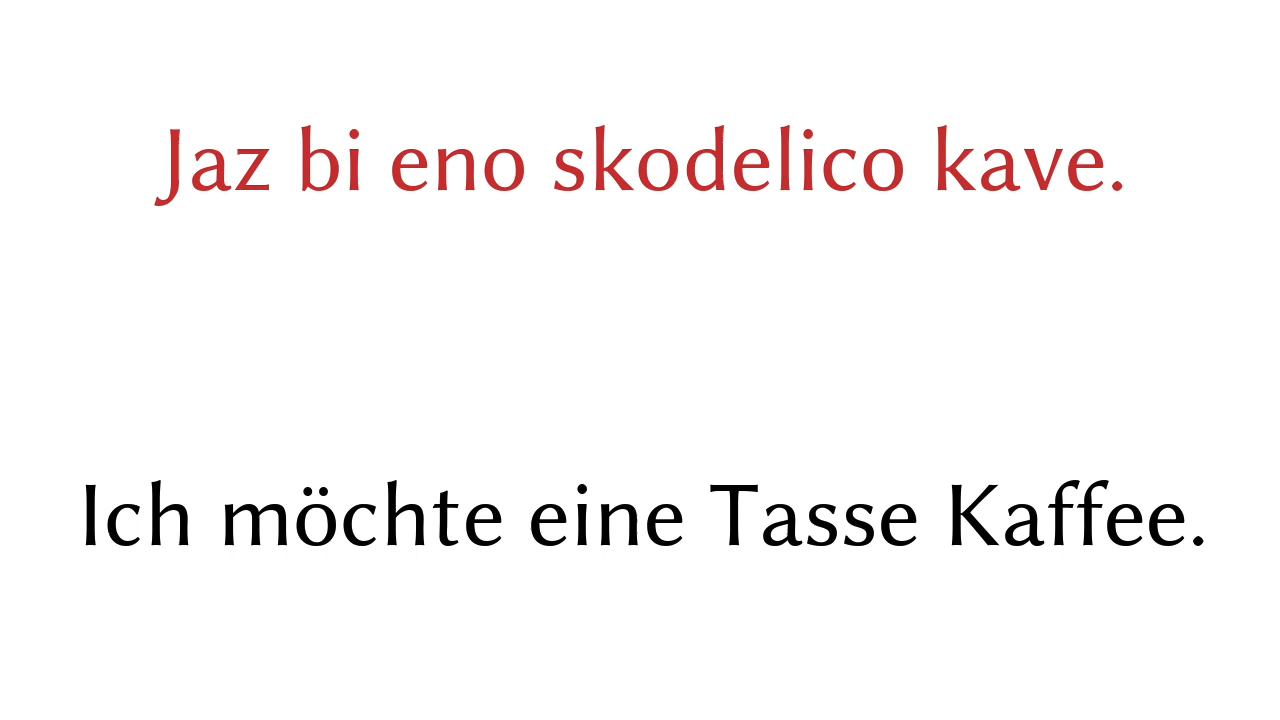 Jaz bi eno skodelico kave.
Ich möchte eine Tasse Kaffee.